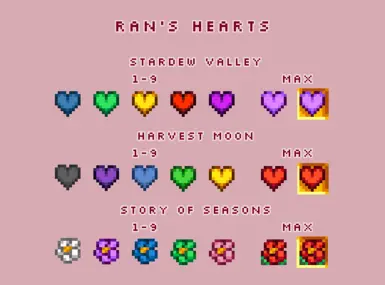 RAN'S HEARTS
STARDEW VALLEY
1-9 MAX
HARVEST MOON
1-9 MAX
STORY OF SEASONS
1-9 MAX